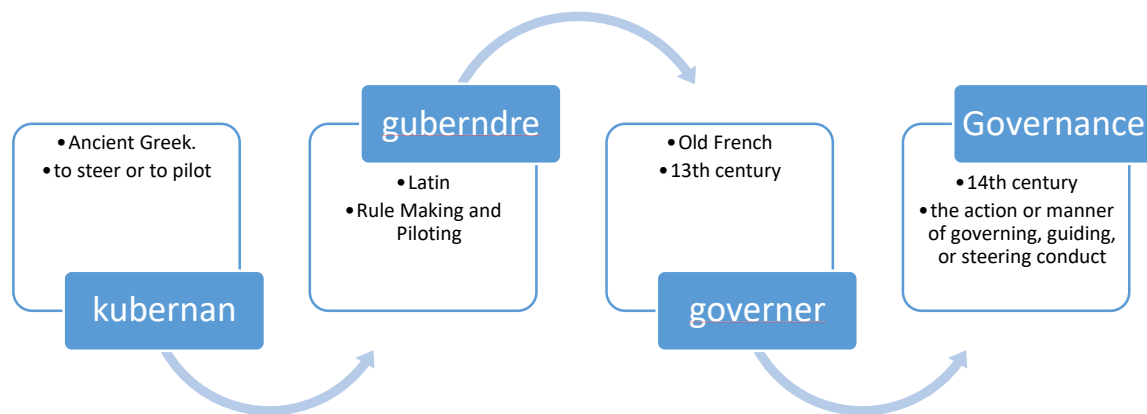 •Ancient Greek.
•to steer or to pilot
kubernan
guberndre
•Latin
•Rule Making and
Piloting
•Old French
•13th century
governer
Governance
•14th century
•the action or manner
of governing, guiding,
or steering conduct